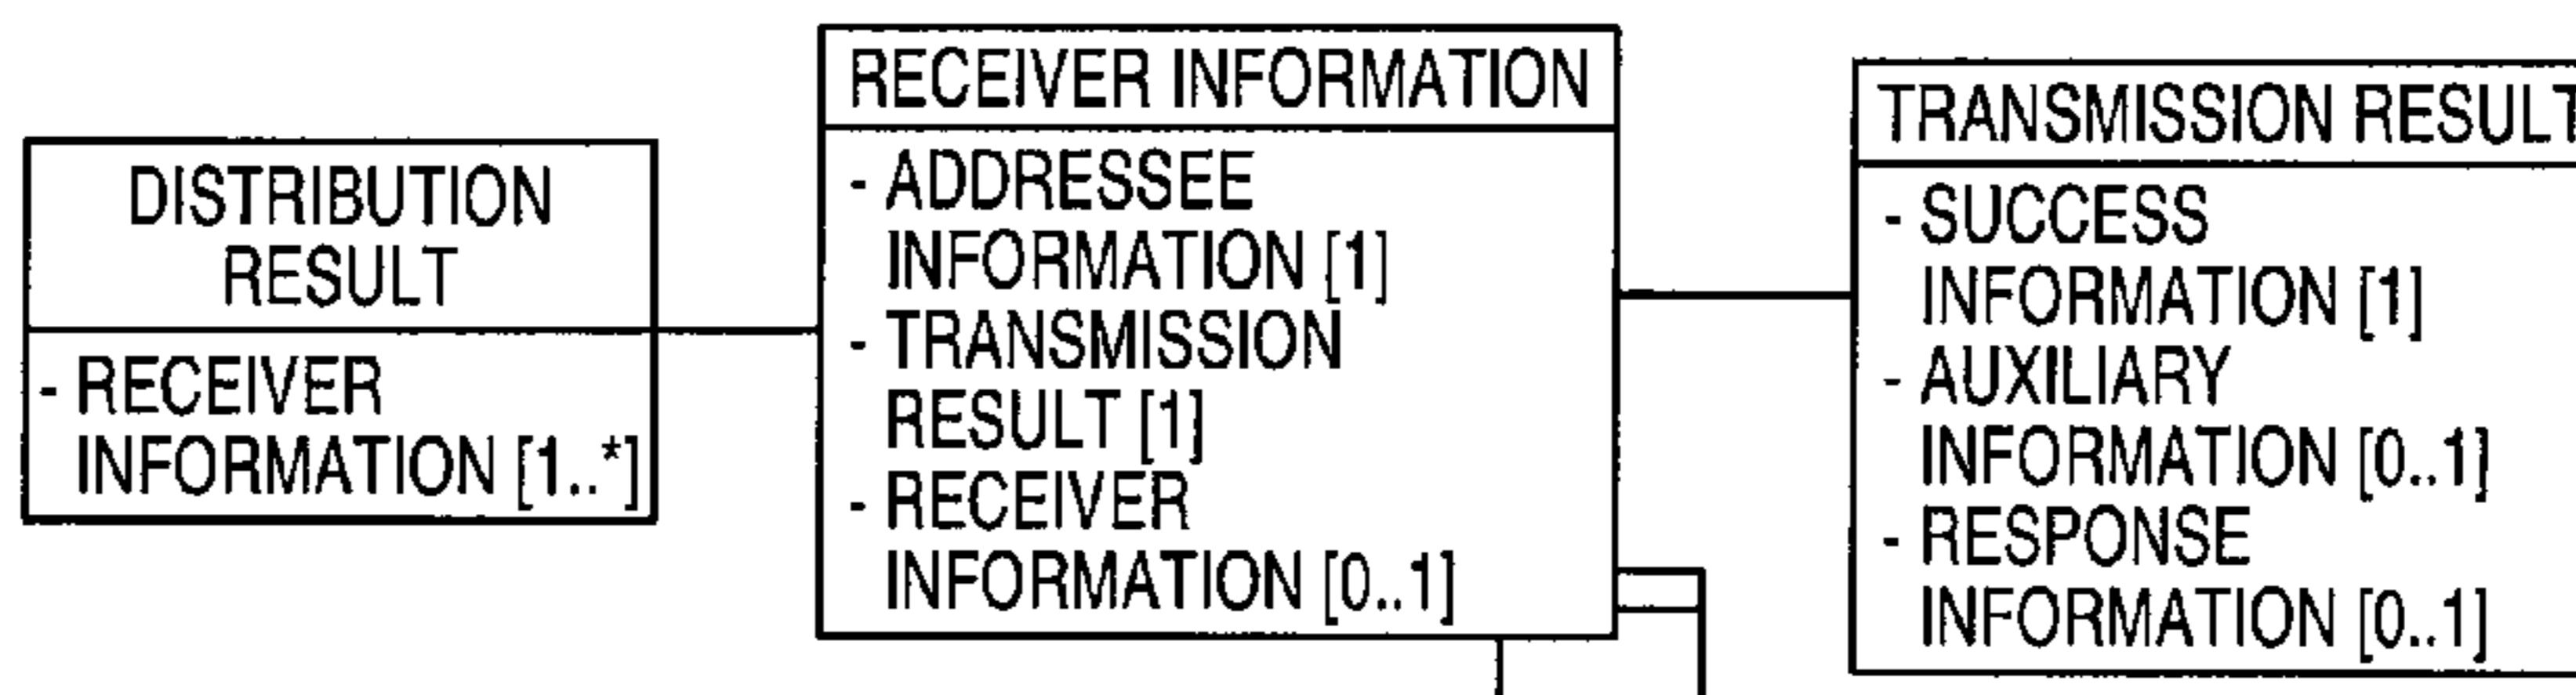 DISTRIBUTION
RESULT
- RECEIVER
INFORMATION [1..*]
RECEIVER INFORMATION
- ADDRESSEE
INFORMATION [1]
- TRANSMISSION
RESULT [1]
- RECEIVER
INFORMATION [0..1]
TRANSMISSION RESULT
- SUCCESS
INFORMATION [1]
- AUXILIARY
INFORMATION [0..1]
- RESPONSE
INFORMATION [0..1]